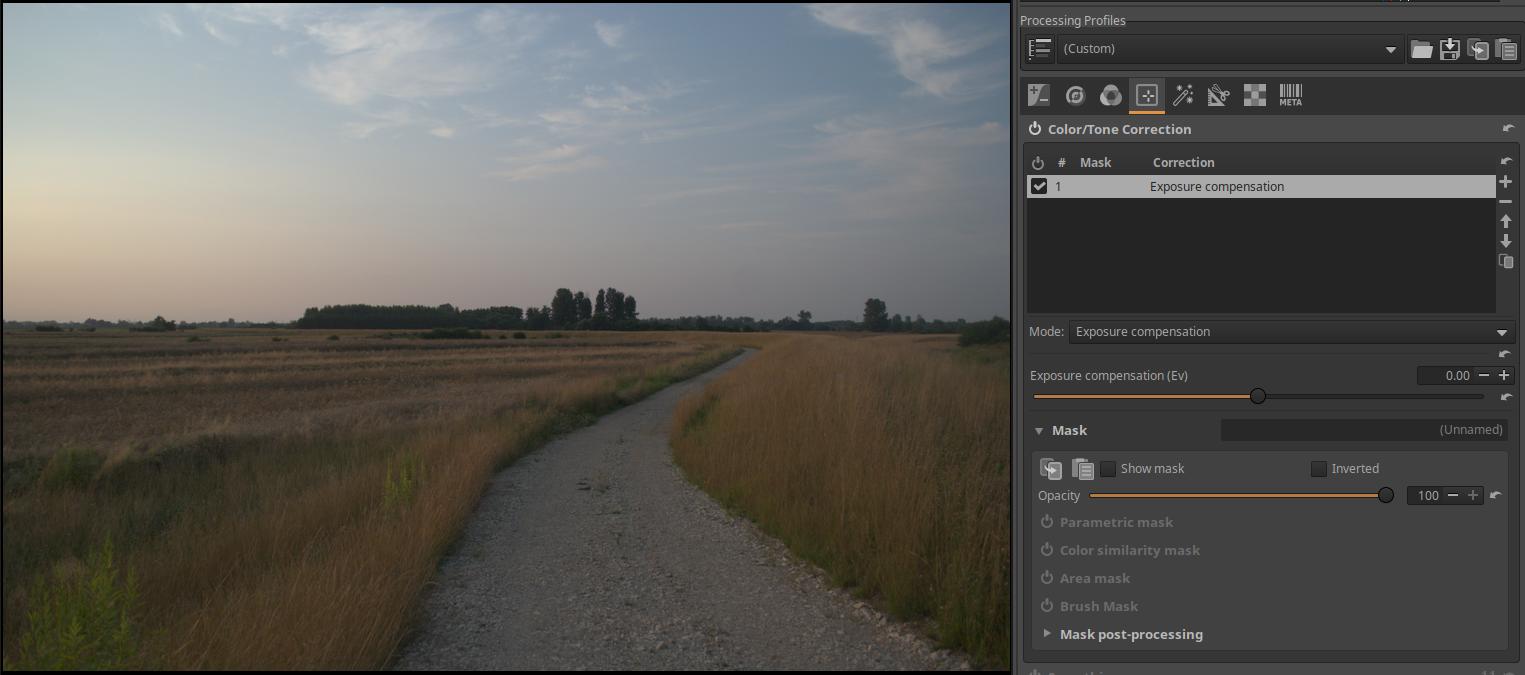 Processing Profiles
(Custom)
META
Color/Tone Correction
# Mask Correction
1 Exposure compensation
Mode: Exposure compensation
Exposure compensation (Ev) 0.00
Mask (Unnamed)
Show mask Inverted
Opacity 100
Parametric mask
Color similarity mask
Area mask
Brush Mask
Mask post-processing